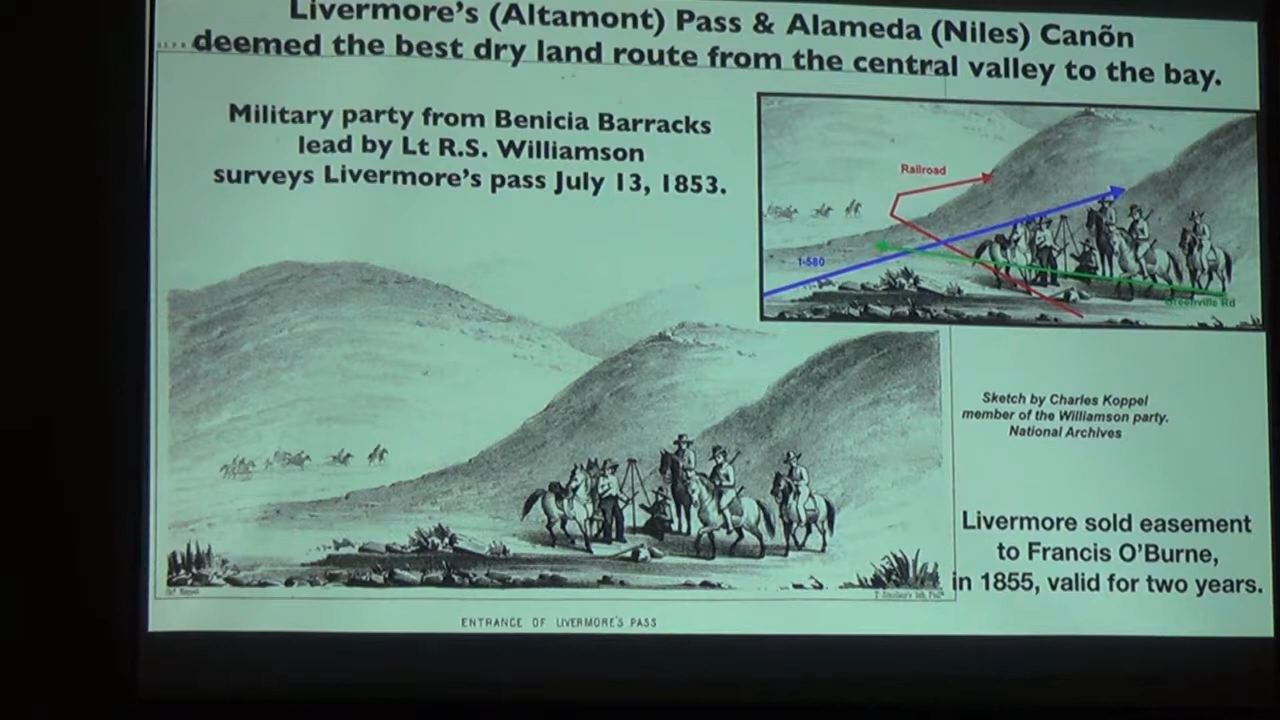 Livermore's (Altamont) Pass & Alameda (Niles) Canõn
deemed the best dry land route from the central valley to the bay.
Military party from Benicia Barracks
lead by Lt R.S. Williamson
surveys Livermore's pass July 13, 1853.
Railroad
I-580
Greenville Rd
Sketch by Charles Koppel
member of the Williamson party.
National Archives
Livermore sold easement
to Francis O'Burne,
in 1855, valid for two years.
ENTRANCE OF LIVERMORE'S PASS